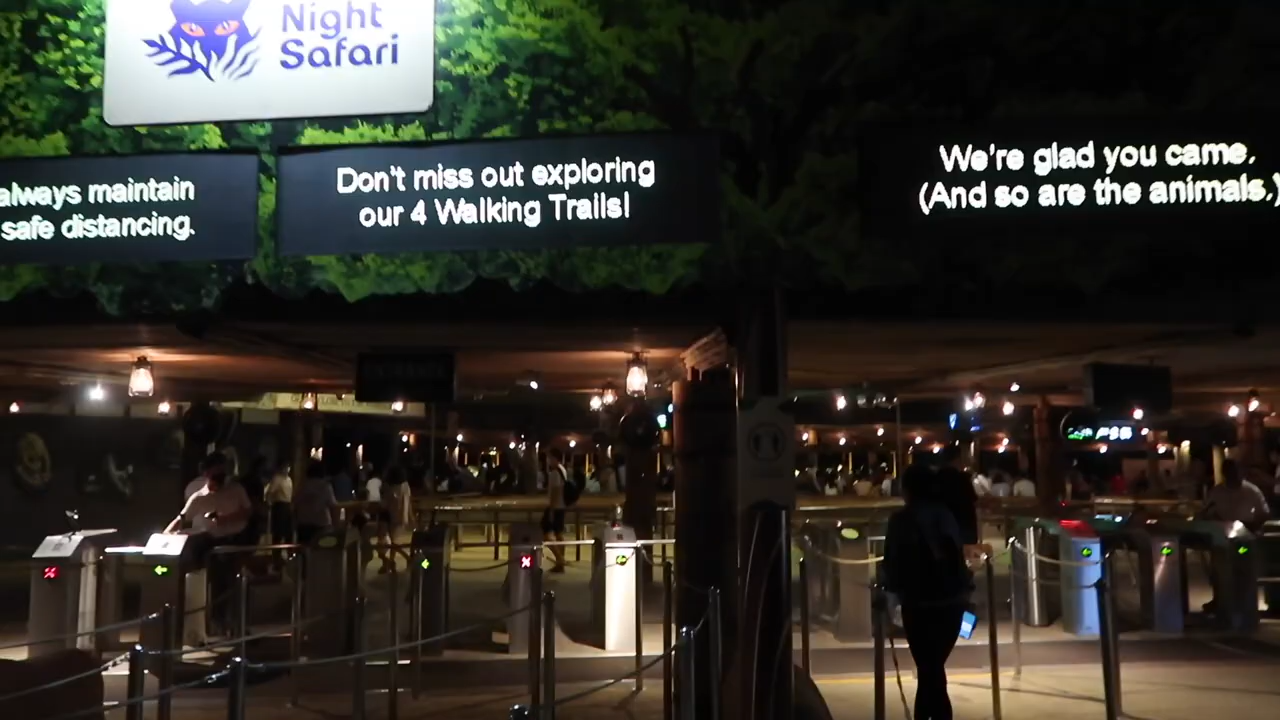 Night
Safari
always maintain
safe distancing.
Don't miss out exploring
our 4 Walking Trails!
We're glad you came.
(And so are the animals.)